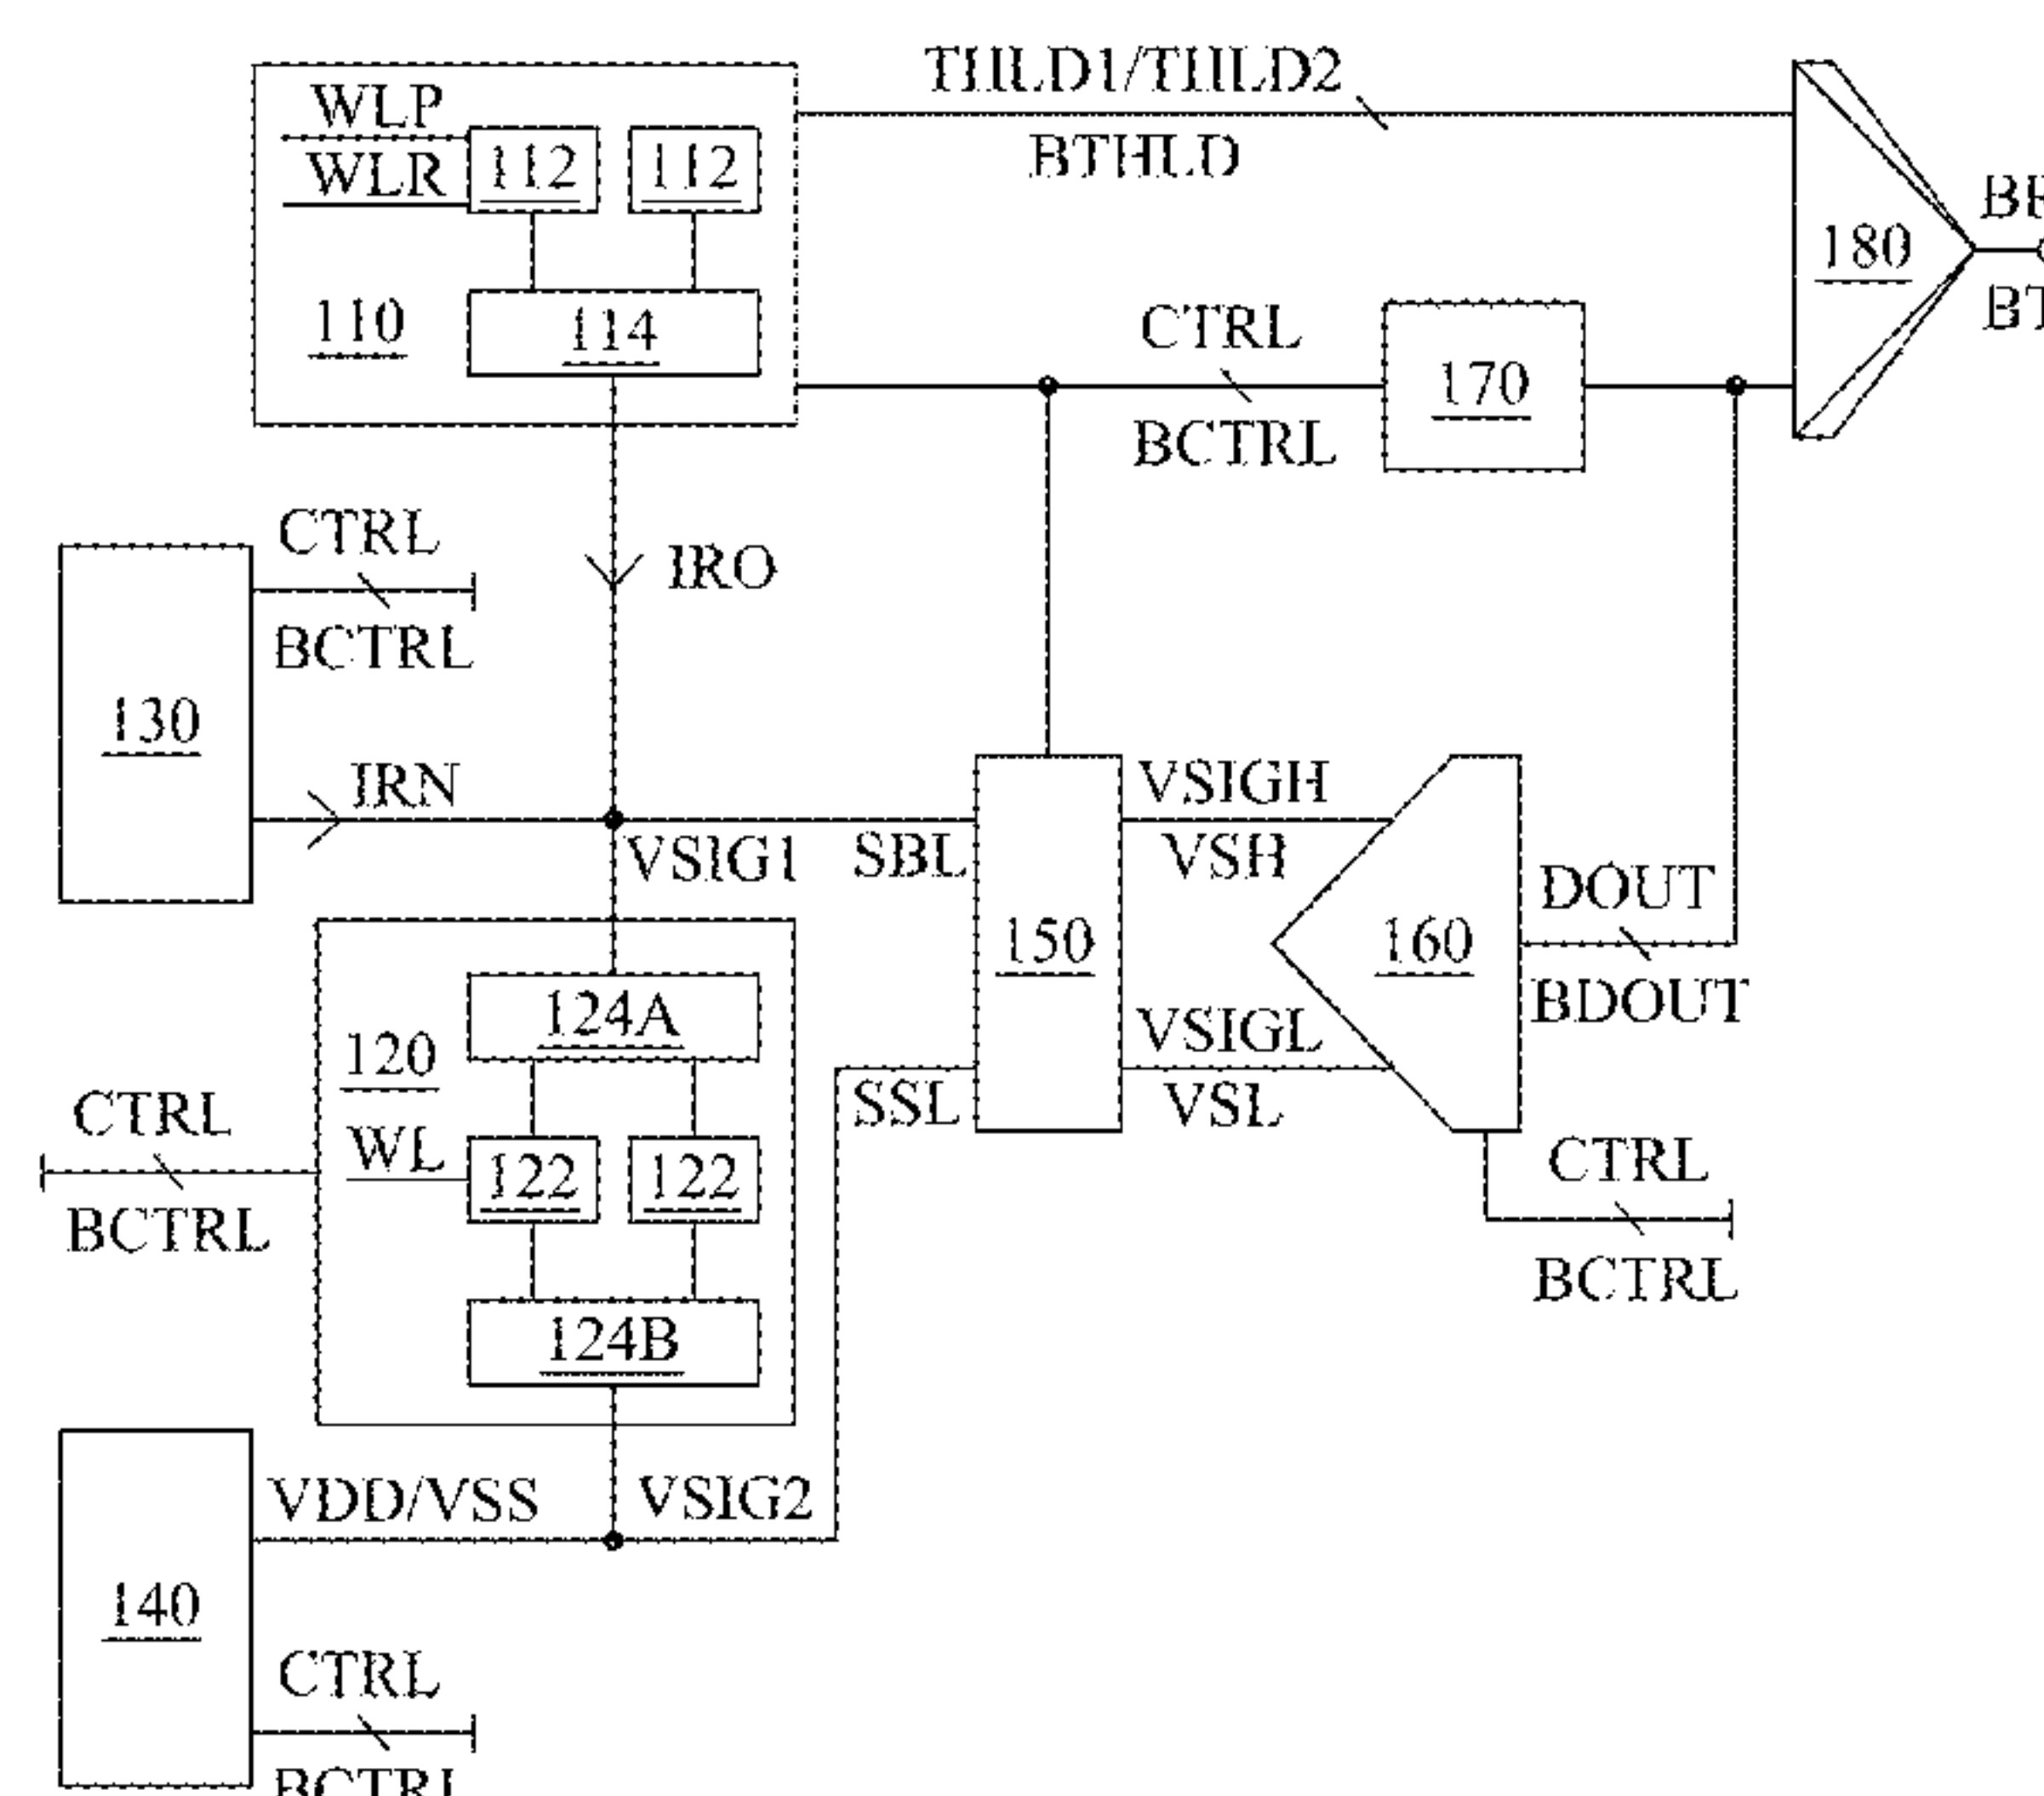 THLD1/THLD2
WLP
WLR
112
112
BTHLD
180
110
114
CTRL
170
BCTRL
CTRL
IRO
BCTRL
130
IRN
VSIG1
SBL
VSIGH
VSH
150
160
DOUT
BDOUT
124A
120
VSIGL
SSL
VSL
CTRL
WL
122
122
CTRL
BCTRL
BCTRL
124B
VDD/VSS
VSIG2
140
CTRL
BCTRL